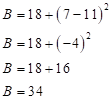 B = 18 + (7 − 11)²
B = 18 + (−4)²
B = 18 + 16
B = 34